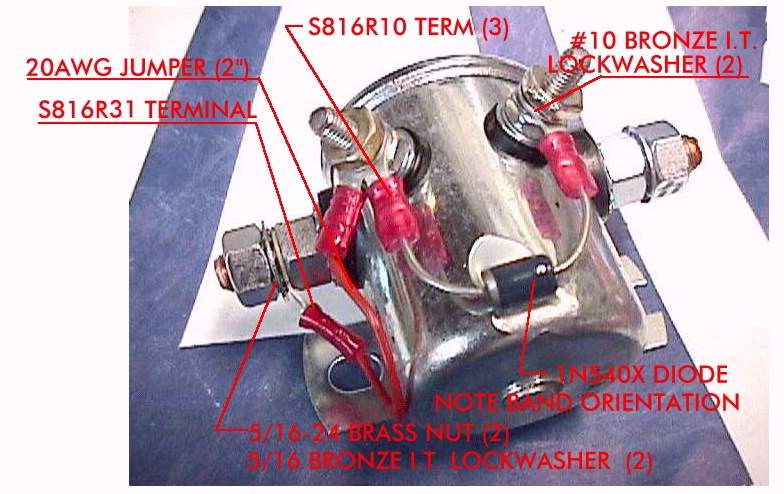 S816R10 TERM (3)
#10 BRONZE I.T.
LOCKWASHER (2)
20AWG JUMPER (2")
S816R31 TERMINAL
1N540X DIODE
NOTE BAND ORIENTATION
5/16-24 BRASS NUT (2)
5/16 BRONZE I.T. LOCKWASHER (2)